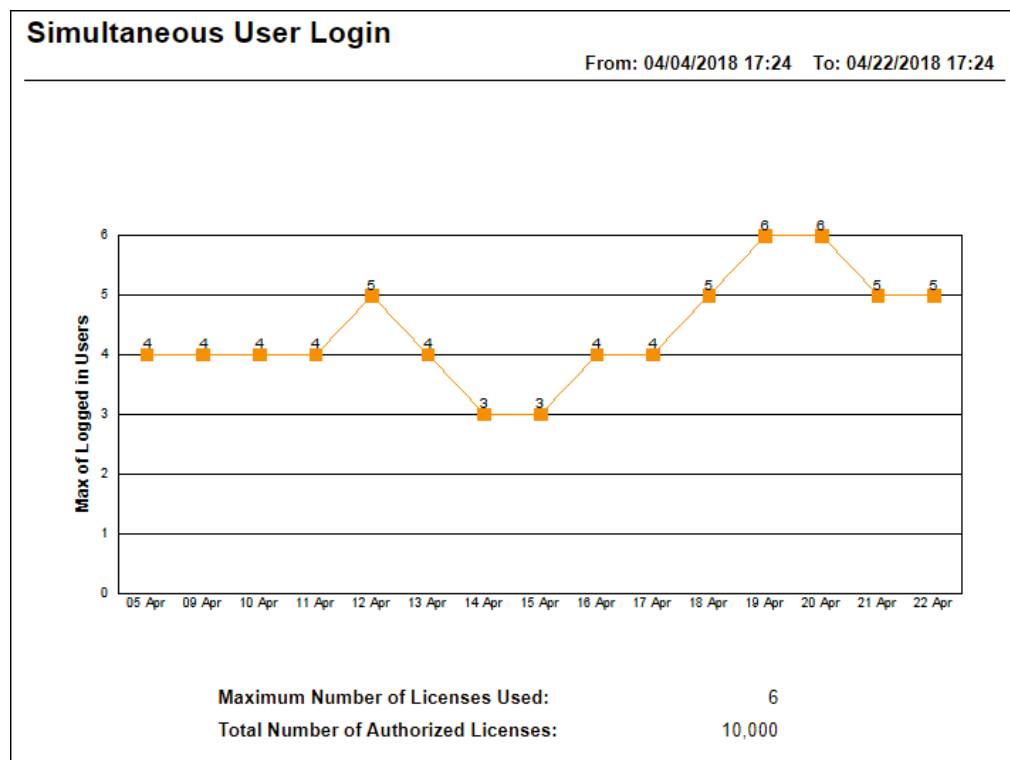 Simultaneous User Login
From: 04/04/2018 17:24 To: 04/22/2018 17:24
6 6
6
5 5 5 5
5
4 4 4 4 4 4 4
4
3 3
3
Max of Logged in Users
2
1
0
05 Apr 09 Apr 10 Apr 11 Apr 12 Apr 13 Apr 14 Apr 15 Apr 16 Apr 17 Apr 18 Apr 19 Apr 20 Apr 21 Apr 22 Apr
Maximum Number of Licenses Used: 6
Total Number of Authorized Licenses: 10,000